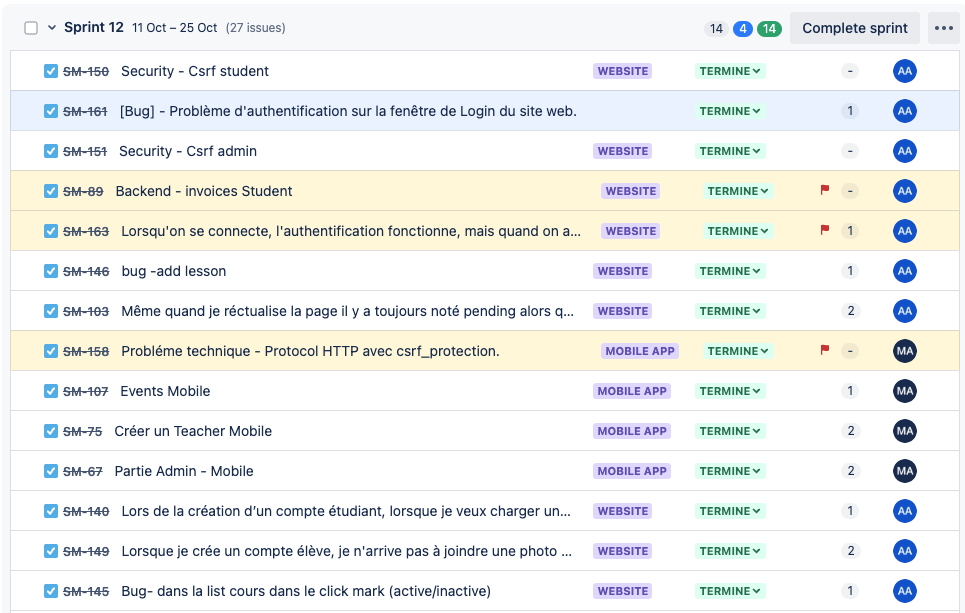 Sprint 12 11 Oct – 25 Oct (27 issues) 14 4 14 Complete sprint
SM-150 Security - Csrf student WEBSITE TERMINE - AA
SM-161 [Bug] - Problème d'authentification sur la fenêtre de Login du site web. TERMINE 1 AA
SM-151 Security - Csrf admin WEBSITE TERMINE - AA
SM-89 Backend - invoices Student WEBSITE TERMINE - AA
SM-163 Lorsqu'on se connecte, l'authentification fonctionne, mais quand on a... WEBSITE TERMINE 1 AA
SM-146 bug -add lesson WEBSITE TERMINE 1 AA
SM-103 Même quand je réctualise la page il y a toujours noté pending alors q... WEBSITE TERMINE 2 AA
SM-158 Probléme technique - Protocol HTTP avec csrf_protection. MOBILE APP TERMINE - MA
SM-107 Events Mobile MOBILE APP TERMINE 1 MA
SM-75 Créer un Teacher Mobile MOBILE APP TERMINE 2 MA
SM-67 Partie Admin - Mobile MOBILE APP TERMINE 2 MA
SM-140 Lors de la création d’un compte étudiant, lorsque je veux charger un... WEBSITE TERMINE 1 AA
SM-149 Lorsque je crée un compte élève, je n'arrive pas à joindre une photo ... WEBSITE TERMINE 2 AA
SM-145 Bug- dans la list cours dans le click mark (active/inactive) WEBSITE TERMINE 1 AA